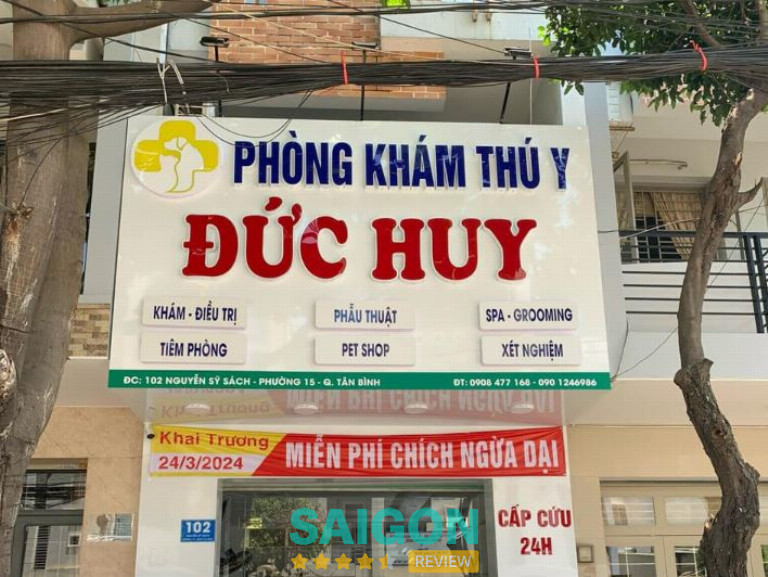 PHÒNG KHÁM THÚ Y
ĐỨC HUY
KHÁM - ĐIỀU TRỊ
PHẪU THUẬT
SPA - GROOMING
TIÊM PHÒNG
PET SHOP
XÉT NGHIỆM
ĐC: 102 NGUYỄN SỸ SÁCH - PHƯỜNG 15 - Q. TÂN BÌNH
ĐT: 0908 477 168 - 090 1246986
Khai Trương
24/3/2024
MIỄN PHÍ CHÍCH NGỪA DẠI
102
CẤP CỨU
24H
SAIGON
REVIEW